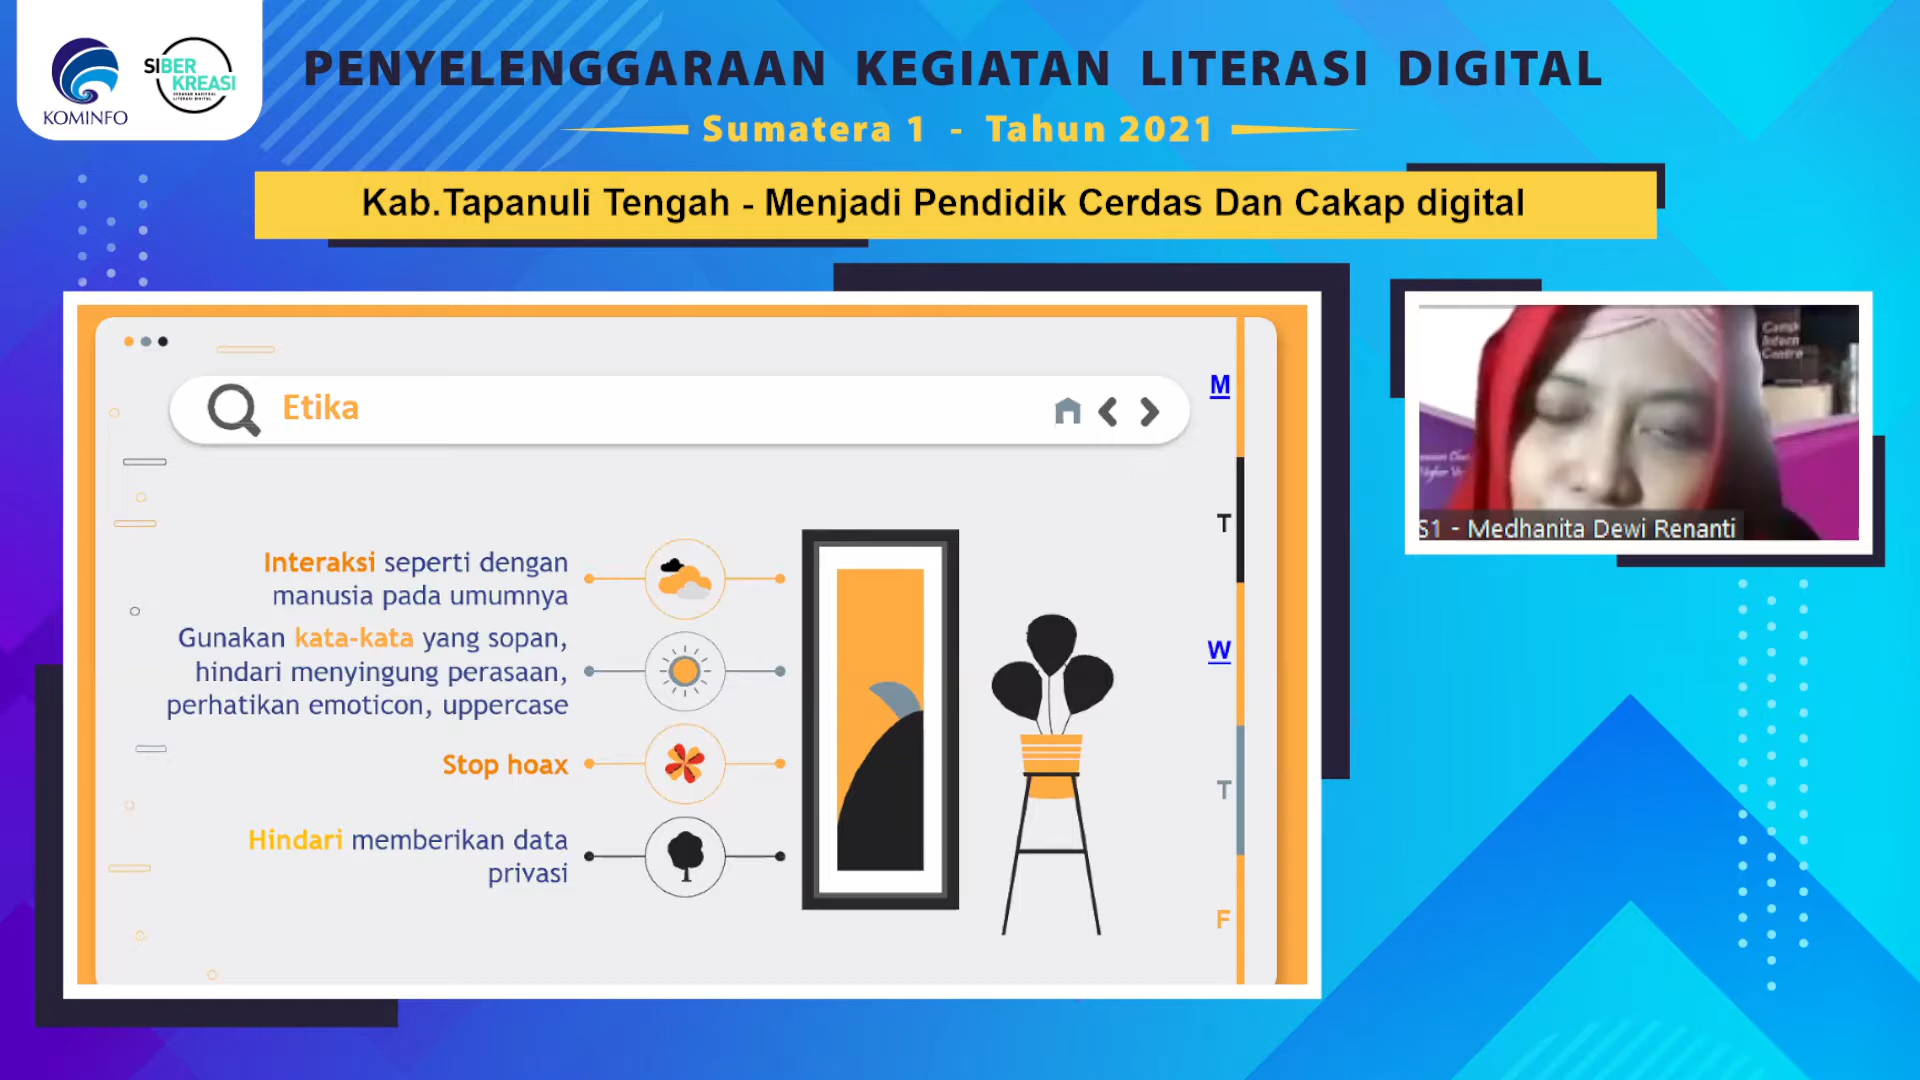 KOMINFO
SIBER
KREASI
PENYELENGGARAAN KEGIATAN LITERASI DIGITAL
Sumatera 1 - Tahun 2021
Kab.Tapanuli Tengah - Menjadi Pendidik Cerdas Dan Cakap digital
Etika
Interaksi seperti dengan
manusia pada umumnya
Gunakan kata-kata yang sopan,
hindari menyingung perasaan,
perhatikan emoticon, uppercase
Stop hoax
Hindari memberikan data
privasi
M
T
W
T
F
S1 - Medhanita Dewi Renanti